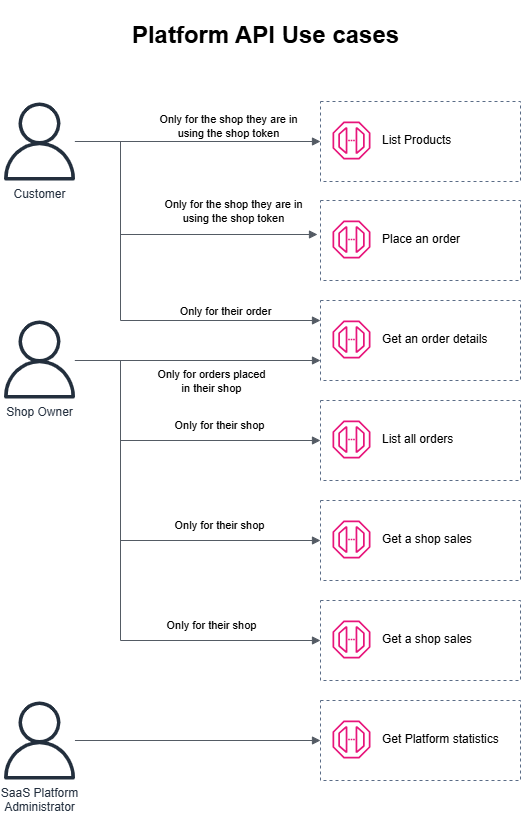 Platform API Use cases
Only for the shop they are in
using the shop token
List Products
Customer
Only for the shop they are in
using the shop token
Place an order
Only for their order
Get an order details
Only for orders placed
in their shop
Shop Owner
Only for their shop
List all orders
Only for their shop
Get a shop sales
Only for their shop
Get a shop sales
Get Platform statistics
SaaS Platform
Administrator